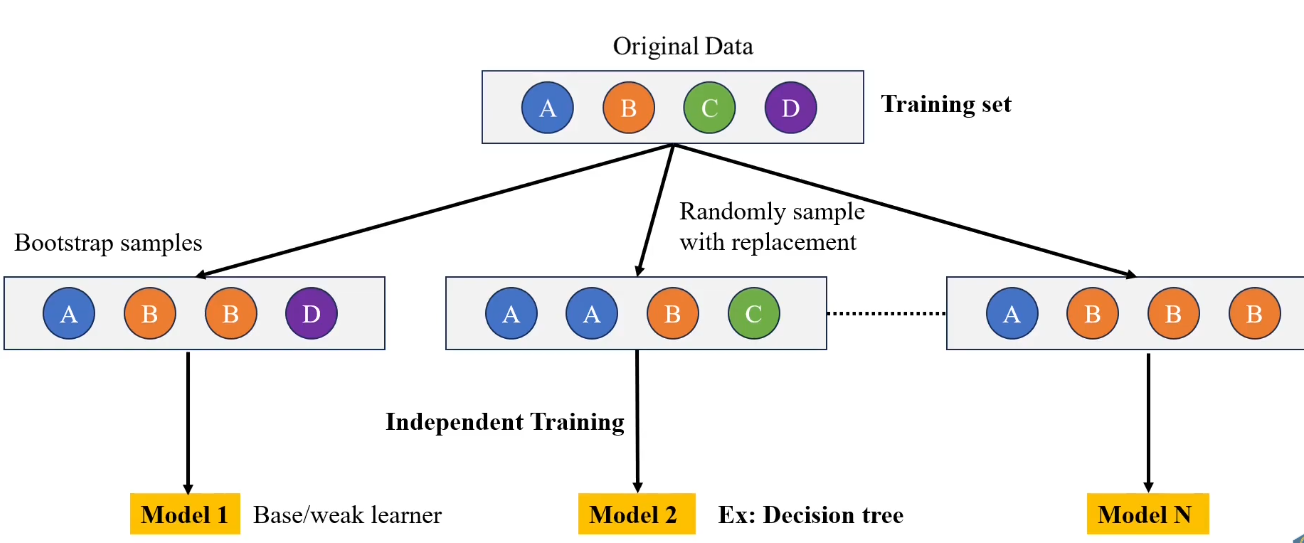 Original Data
A B C D
Training set
Randomly sample
with replacement
Bootstrap samples
A B B D
A A B C
A B B B
Independent Training
Model 1
Base/weak learner
Model 2
Ex: Decision tree
Model N